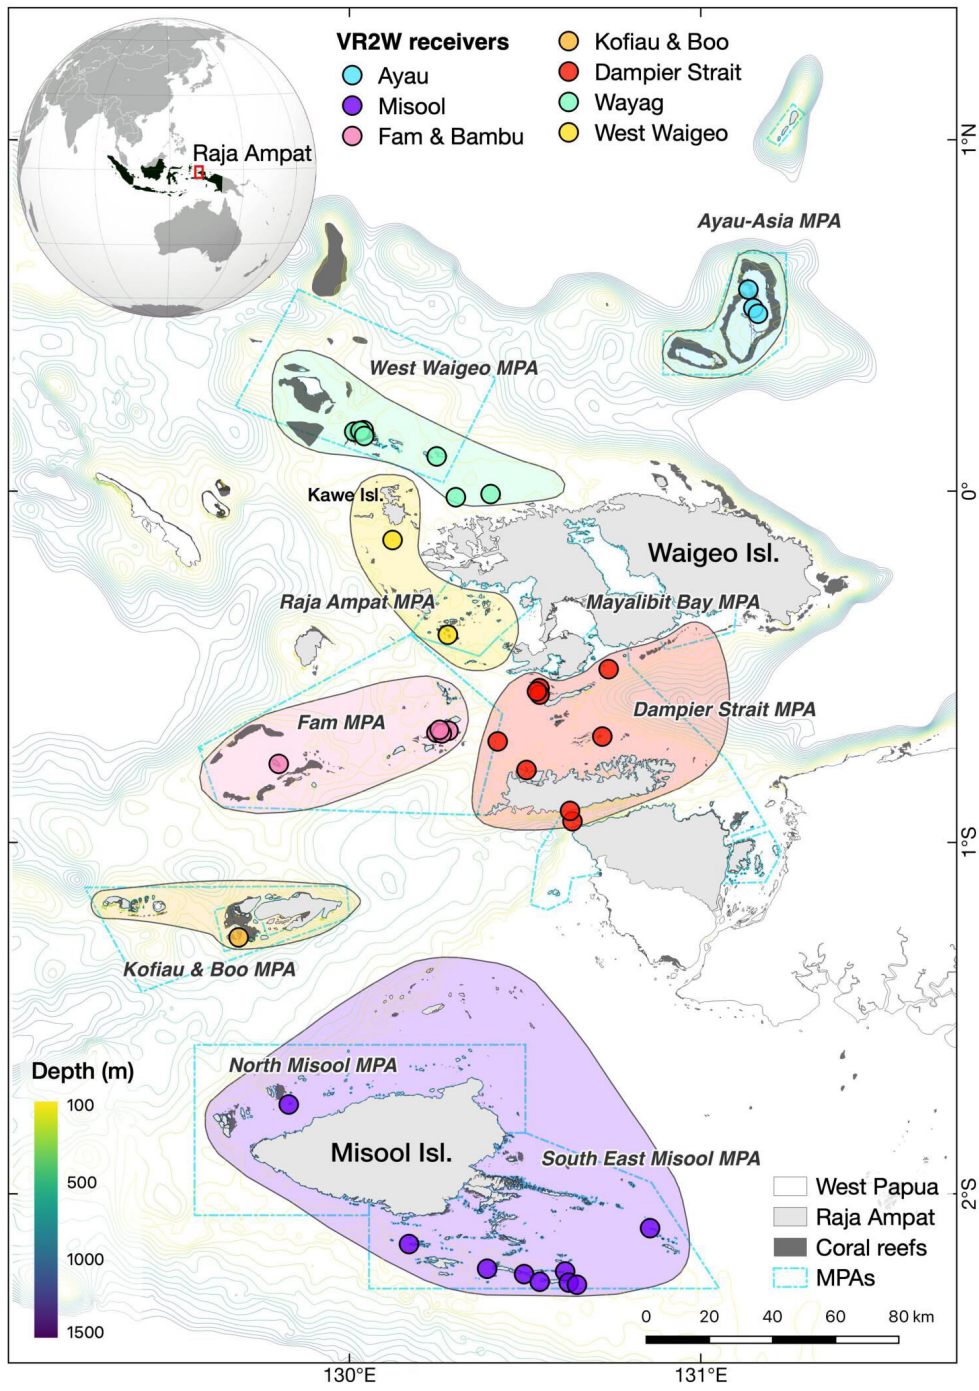 VR2W receivers
Ayau
Misool
Fam & Bambu
Kofiau & Boo
Dampier Strait
Wayag
West Waigeo
Raja Ampat
1°N
Ayau-Asia MPA
West Waigeo MPA
Kawe Isl.
0°
Waigeo Isl.
Raja Ampat MPA
Mayalibit Bay MPA
Fam MPA
Dampier Strait MPA
1°S
Kofiau & Boo MPA
North Misool MPA
Misool Isl.
South East Misool MPA
2°S
Depth (m)
100
500
1000
1500
West Papua
Raja Ampat
Coral reefs
MPAs
0 20 40 60 80 km
130°E
131°E